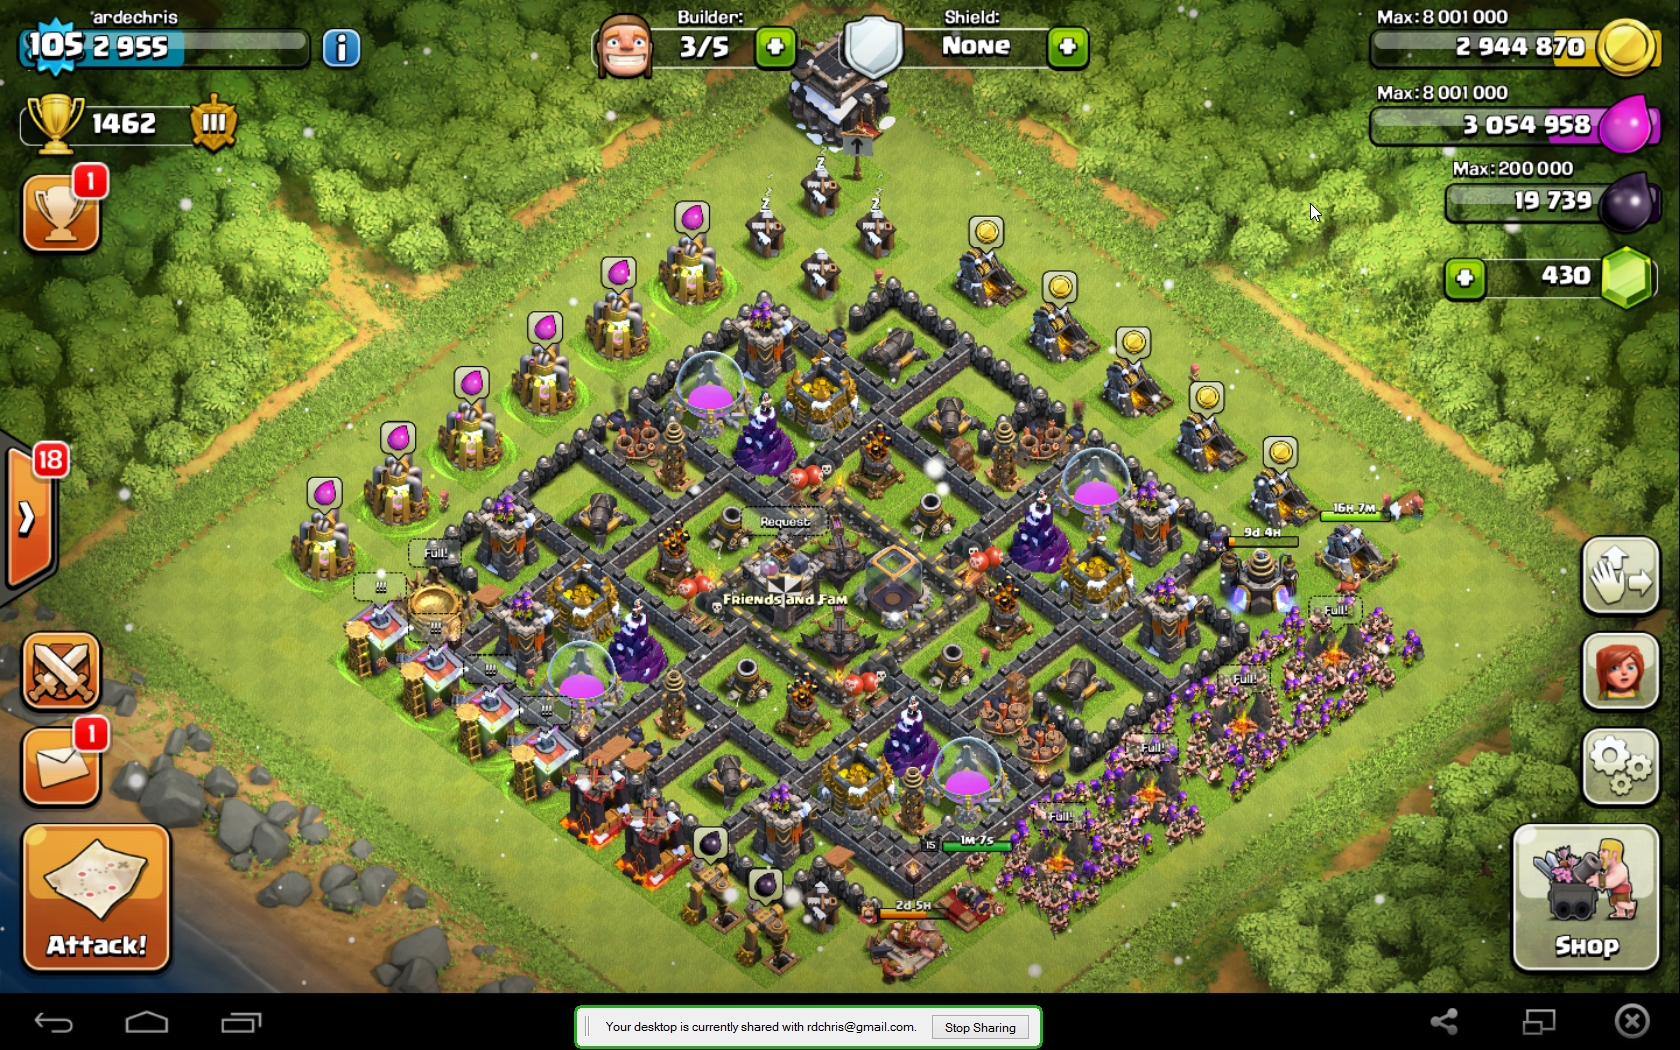 *ardechris
105 2 955
i
Builder:
3/5
Shield:
None
Max: 8 001 000
2 944 870
Max: 8 001 000
3 054 958
Max: 200 000
19 739
430
1462
III
1
18
1
Attack!
Z
Z
Z
Request
Friends and Fam
Full!
16H 7M
9d 4H
Full!
Full!
Full!
Full!
15
1M 7s
2d 5H
Shop
Your desktop is currently shared with rdchris@gmail.com.
Stop Sharing